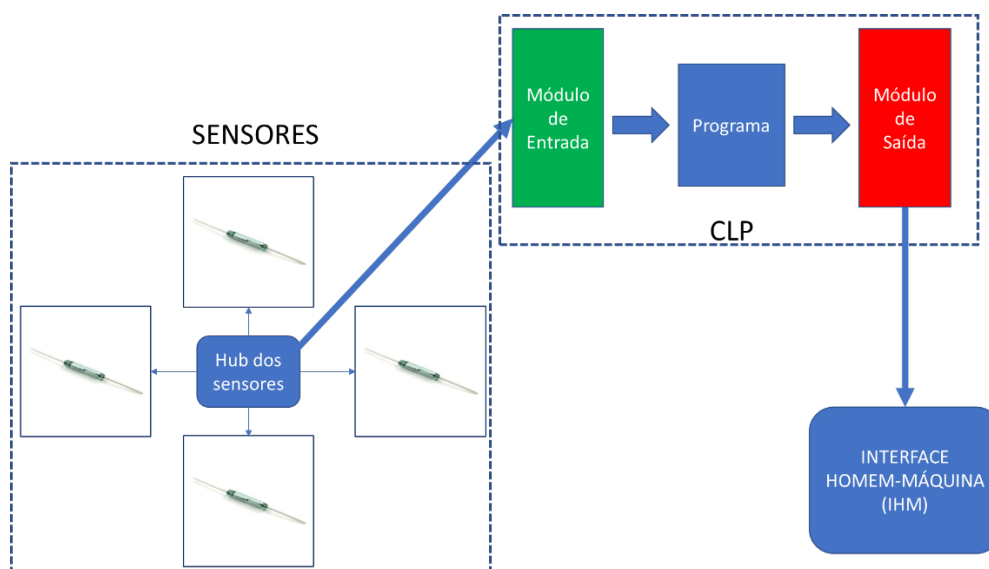 SENSORES
Hub dos
sensores
Módulo
de
Entrada
Programa
Módulo
de
Saída
CLP
INTERFACE
HOMEM-MÁQUINA
(IHM)